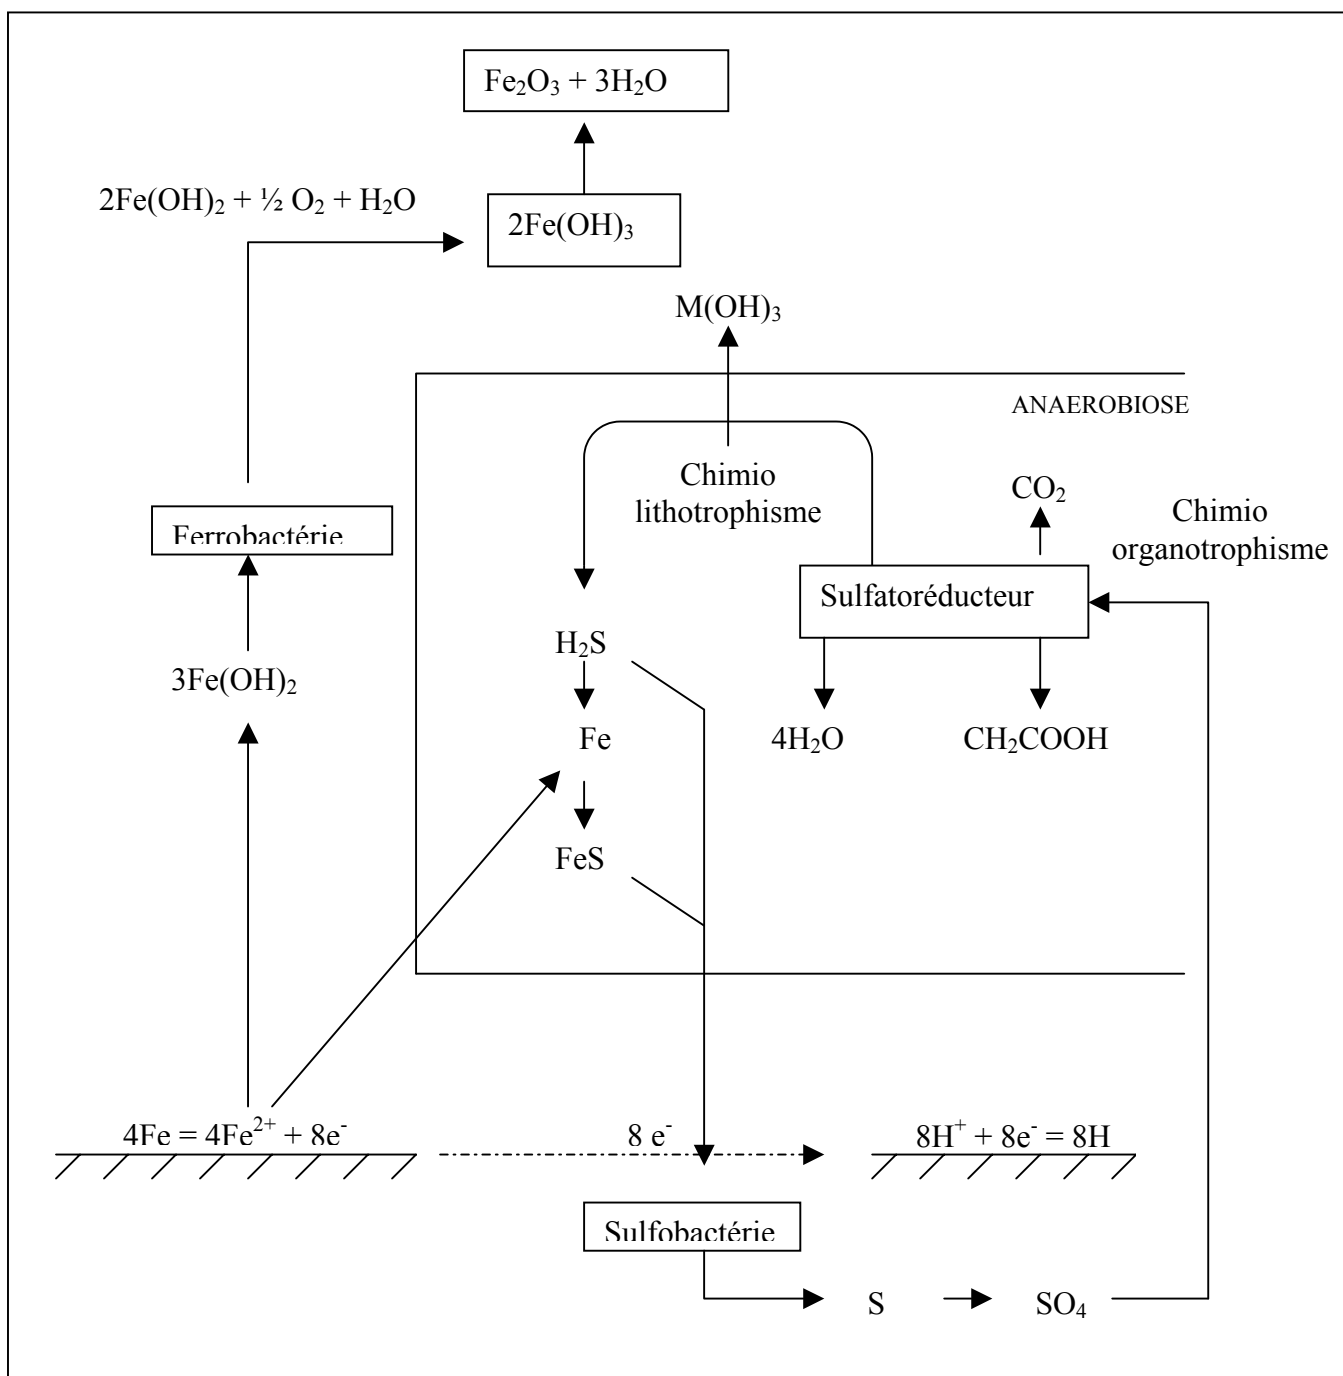 Fe₂O₃ + 3H₂O
2Fe(OH)₂ + ½ O₂ + H₂O
2Fe(OH)₃
M(OH)₃
ANAEROBIOSE
Chimio
lithotrophisme
CO₂
Chimio
organotrophisme
Ferrobactérie
Sulfatoréducteur
H₂S
3Fe(OH)₂
Fe
4H₂O
CH₂COOH
FeS
4Fe = 4Fe²⁺ + 8e⁻
8 e⁻
8H⁺ + 8e⁻ = 8H
Sulfobactérie
S
SO₄